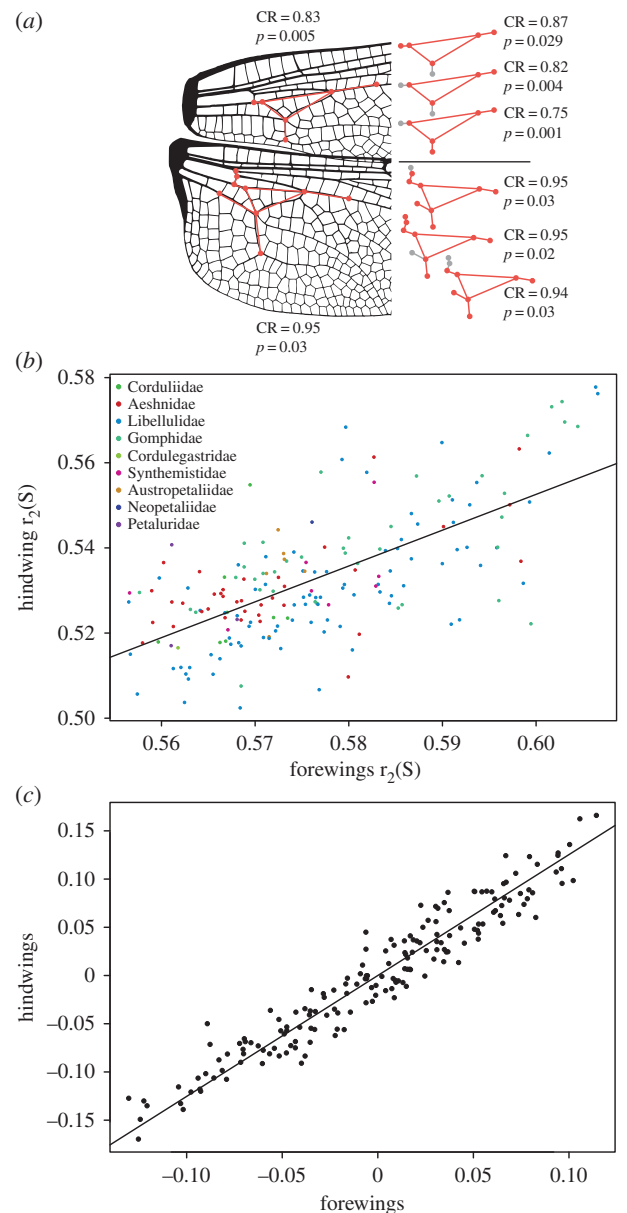 (a)
CR = 0.83
p = 0.005
CR = 0.87
p = 0.029
CR = 0.82
p = 0.004
CR = 0.75
p = 0.001
CR = 0.95
p = 0.03
CR = 0.95
p = 0.02
CR = 0.94
p = 0.03
CR = 0.95
p = 0.03
(b)
0.58
0.56
0.54
0.52
0.50
hindwing r₂(S)
Corduliidae
Aeshnidae
Libellulidae
Gomphidae
Cordulegastridae
Synthemistidae
Austropetaliidae
Neopetaliidae
Petaluridae
0.56 0.57 0.58 0.59 0.60
forewings r₂(S)
(c)
0.15
0.10
0.05
0
−0.05
−0.10
−0.15
hindwings
−0.10 −0.05 0 0.05 0.10
forewings